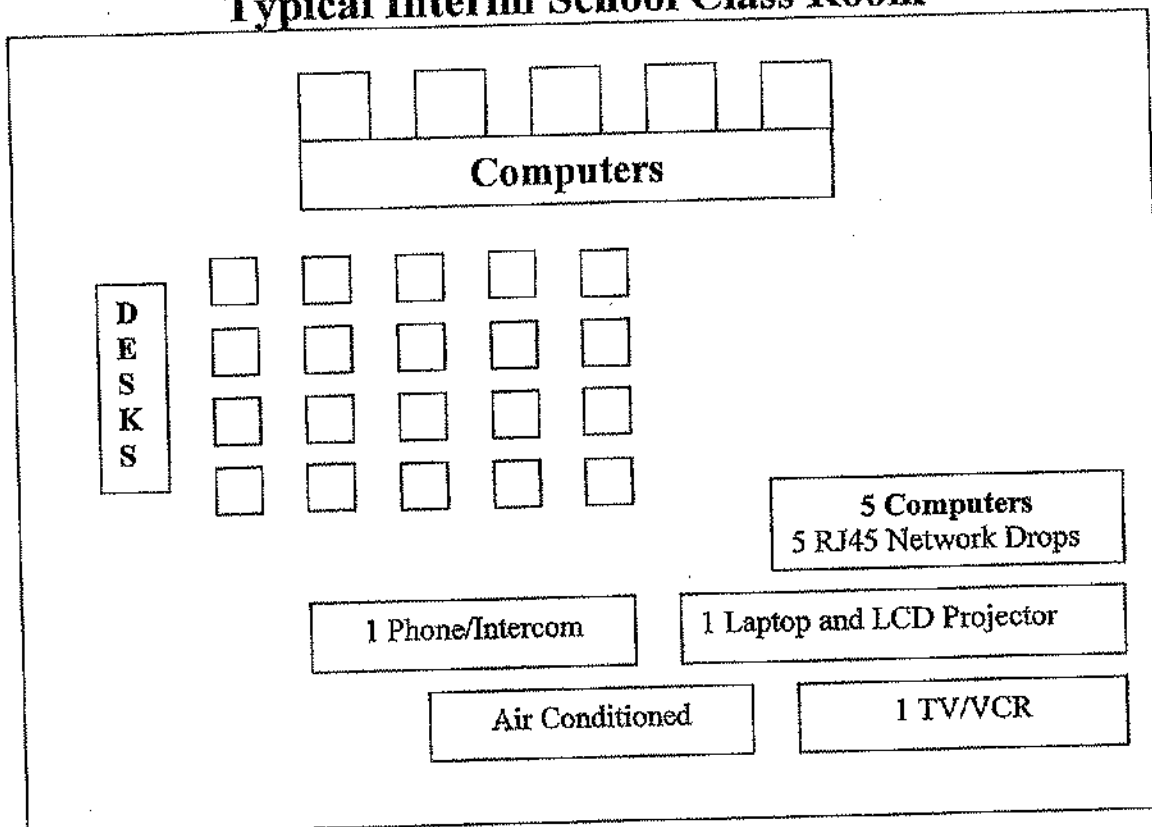 Typical Interim School Class Room
Computers
D
E
S
K
S
5 Computers
5 RJ45 Network Drops
1 Phone/Intercom
1 Laptop and LCD Projector
Air Conditioned
1 TV/VCR